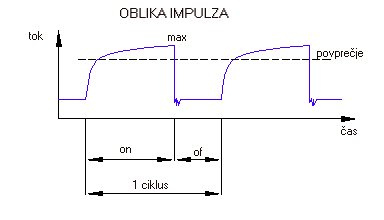 OBLIKA IMPULZA
tok
max
povprečje
čas
on
of
1 ciklus